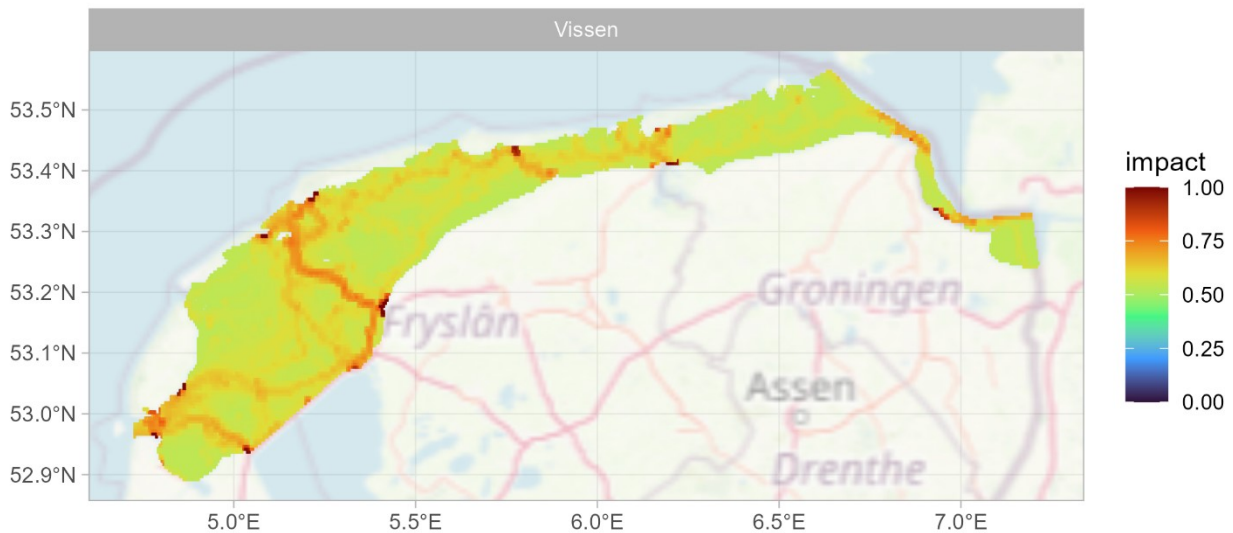 Vissen
53.5°N
53.4°N
53.3°N
53.2°N
53.1°N
53.0°N
52.9°N
5.0°E
5.5°E
6.0°E
6.5°E
7.0°E
Groningen
Fryslân
Assen
Drenthe
impact
1.00
0.75
0.50
0.25
0.00